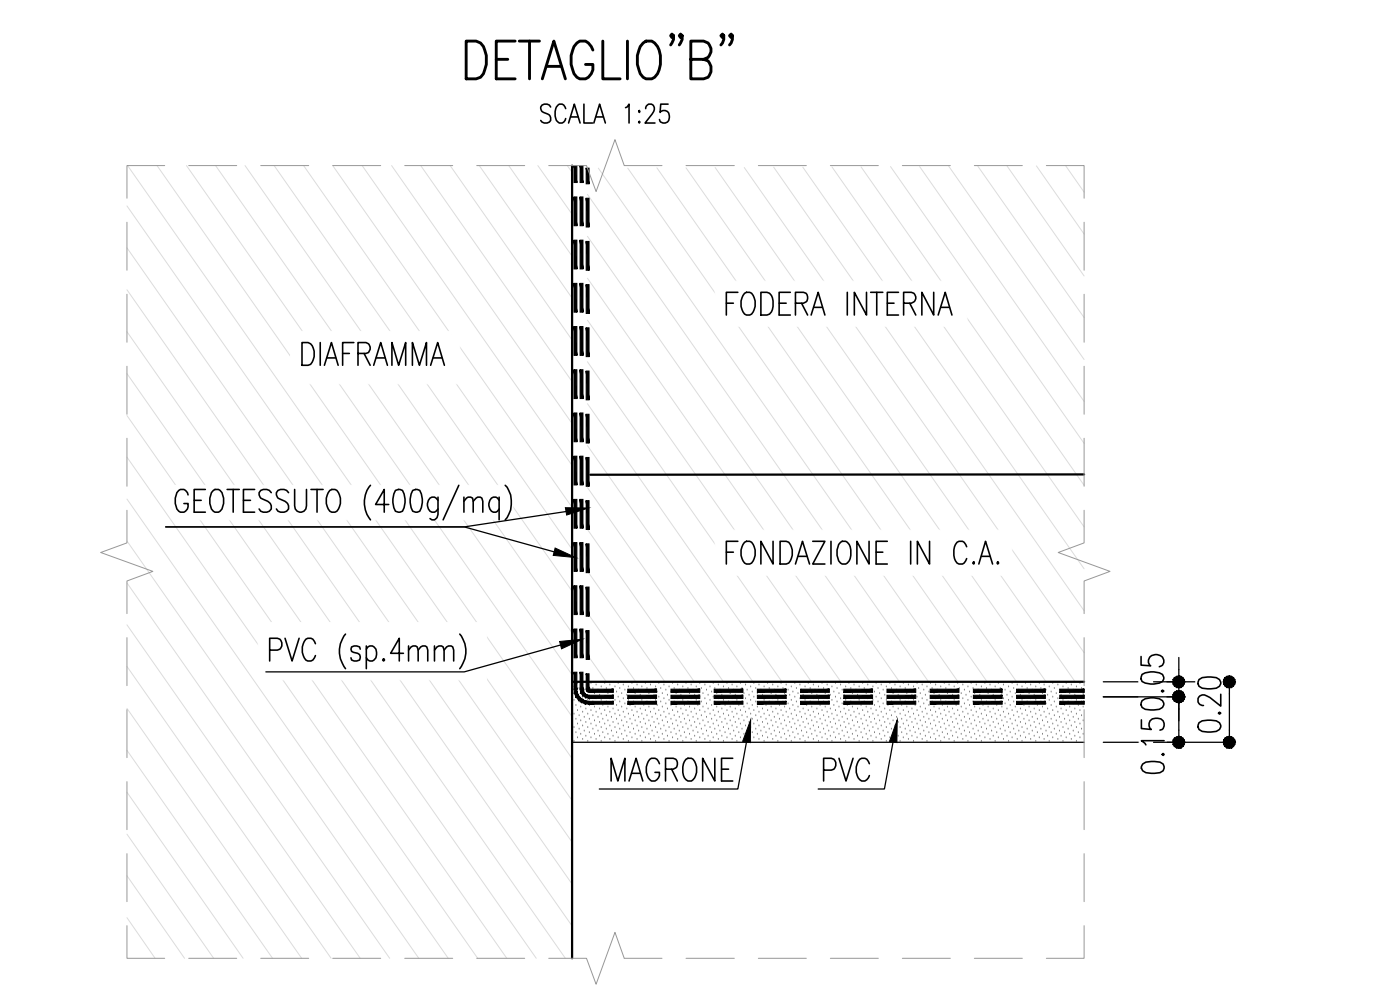 DETAGLIO"B"
SCALA 1:25
FODERA INTERNA
DIAFRAMMA
GEOTESSUTO (400g/mq)
FONDAZIONE IN C.A.
PVC (sp.4mm)
0.05
0.15
0.20
MAGRONE
PVC